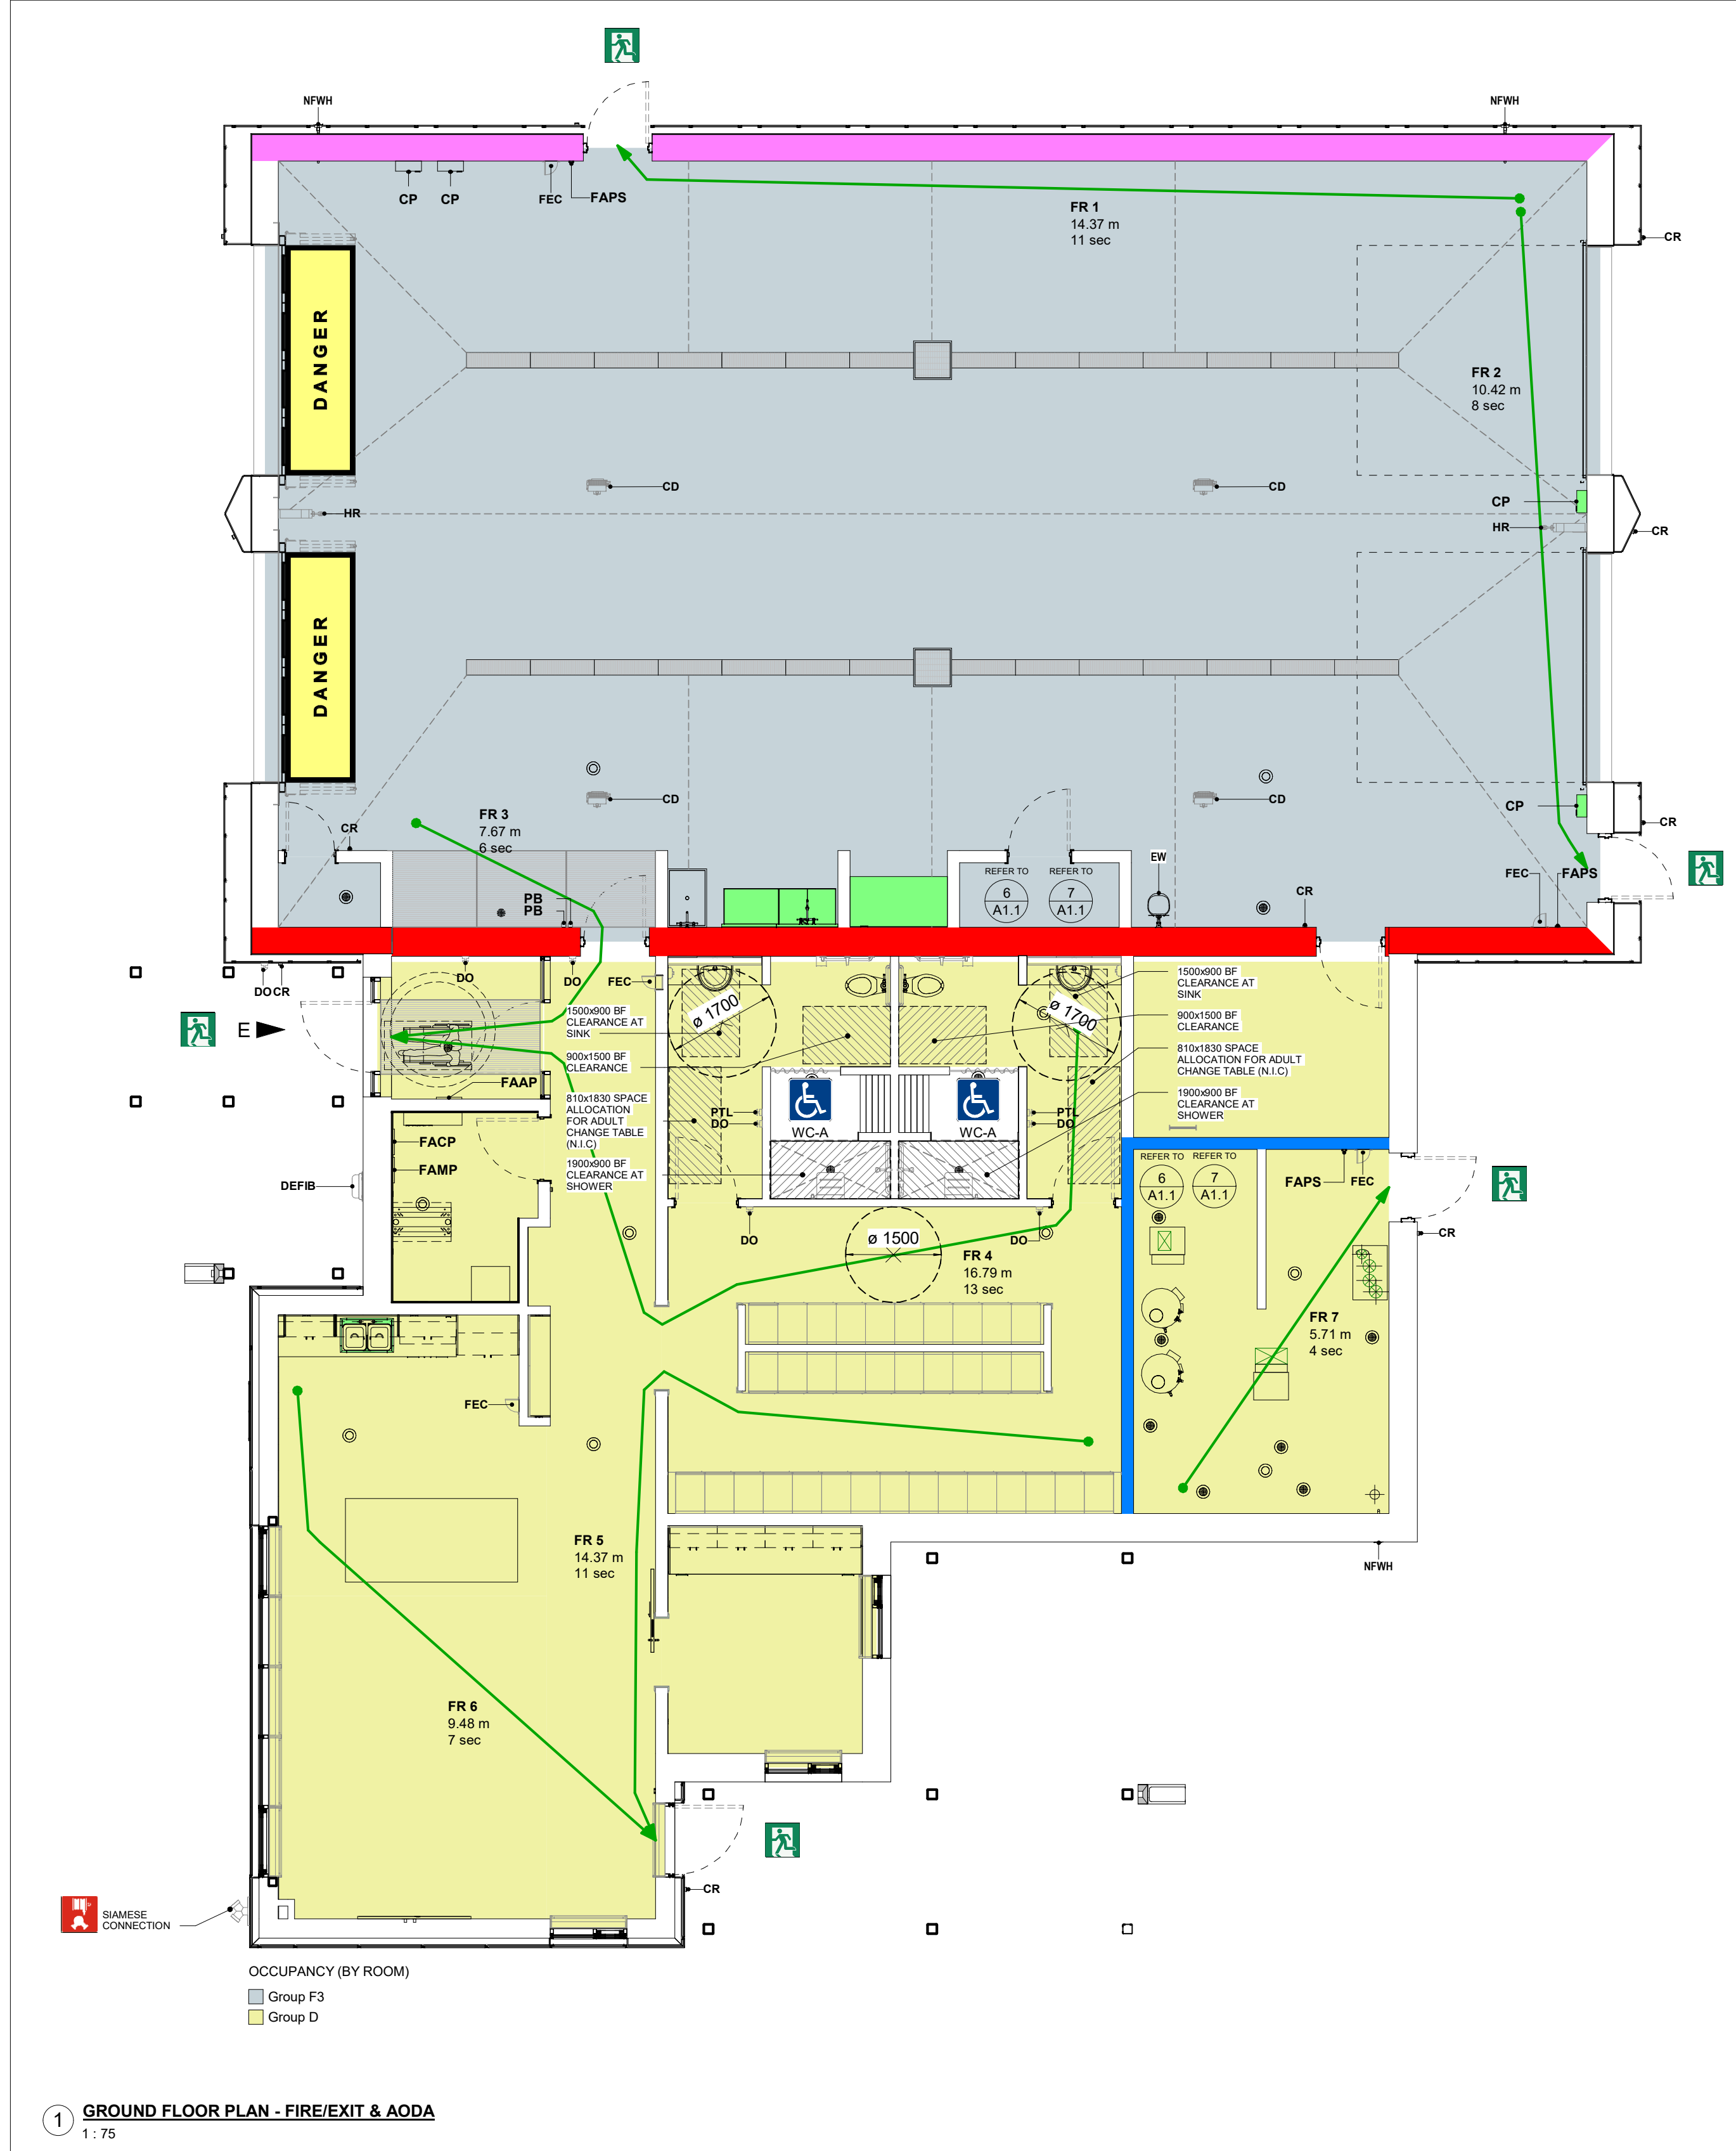 NFWH
NFWH
CP
CP
FEC
FAPS
FR 1
14.37 m
11 sec
CR
DANGER
FR 2
10.42 m
8 sec
CD
CD
CP
HR
HR
CR
DANGER
CD
CD
CP
FR 3
7.67 m
6 sec
CR
CR
EW
REFER TO
6
A1.1
REFER TO
7
A1.1
FEC
FAPS
CR
PB
PB
DO
CR
DO
DO
FEC
E
1500x900 BF
CLEARANCE AT
SINK
ø 1700
ø 1700
1500x900 BF
CLEARANCE AT
SINK
900x1500 BF
CLEARANCE
900x1500 BF
CLEARANCE
810x1830 SPACE
ALLOCATION FOR ADULT
CHANGE TABLE (N.I.C)
FAAP
810x1830 SPACE
ALLOCATION
FOR ADULT
CHANGE TABLE
(N.I.C)
PTL
DO
WC-A
WC-A
PTL
DO
1900x900 BF
CLEARANCE AT
SHOWER
FACP
FAMP
1900x900 BF
CLEARANCE AT
SHOWER
DEFIB
REFER TO
6
A1.1
REFER TO
7
A1.1
FAPS
FEC
DO
ø 1500
DO
CR
FR 4
16.79 m
13 sec
FR 7
5.71 m
4 sec
FEC
FR 5
14.37 m
11 sec
NFWH
FR 6
9.48 m
7 sec
CR
SIAMESE
CONNECTION
OCCUPANCY (BY ROOM)
Group F3
Group D
1
GROUND FLOOR PLAN - FIRE/EXIT & AODA
1 : 75